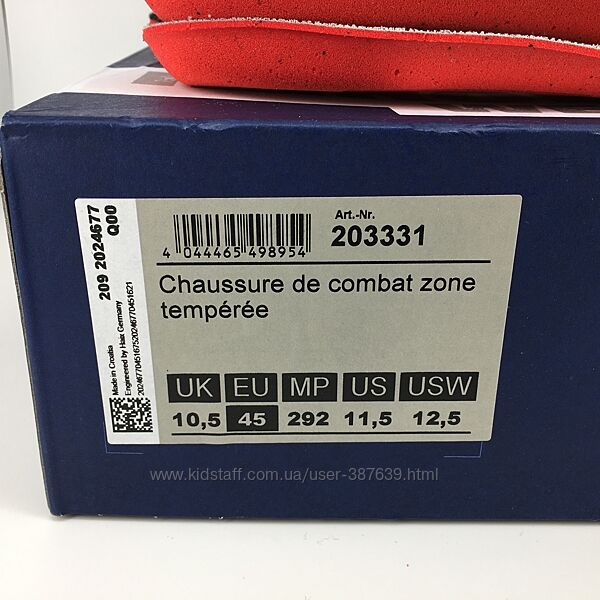 209 2024677
Q00
Made in Croatia
Engineered by Haix Germany
4 044465 498954
Art.-Nr.
203331
Chaussure de combat zone
tempérée
UK EU MP US USW
10,5 45 292 11,5 12,5
www.kidstaff.com.ua/user-387639.html